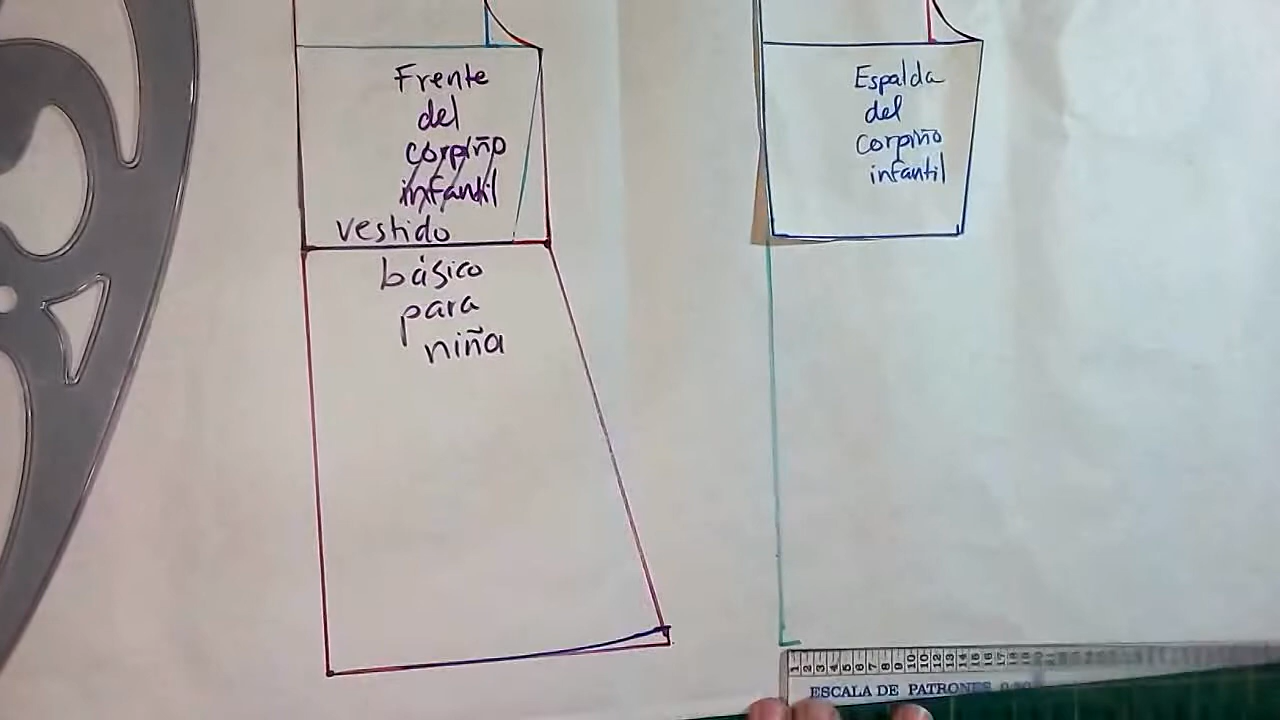 Frente
del
corpiño
infantil
vestido
básico
para
niña
Espalda
del
corpiño
infantil
ESCALA DE PATRONES